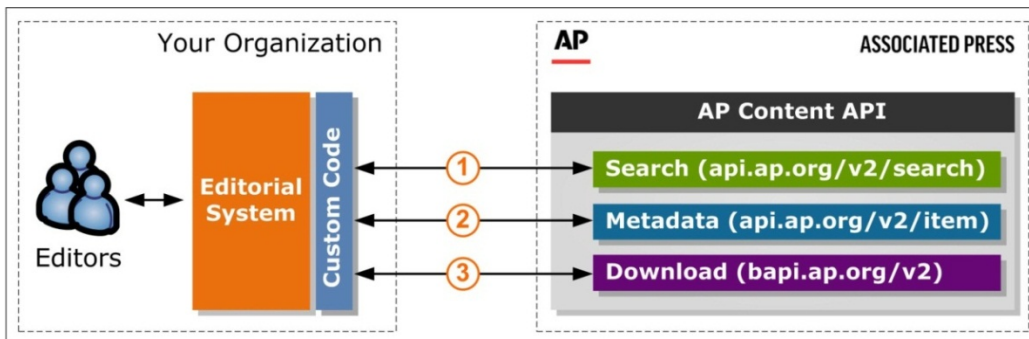 Your Organization
AP
ASSOCIATED PRESS
AP Content API
Editors
Editorial
System
Custom Code
1
Search (api.ap.org/v2/search)
2
Metadata (api.ap.org/v2/item)
3
Download (bapi.ap.org/v2)